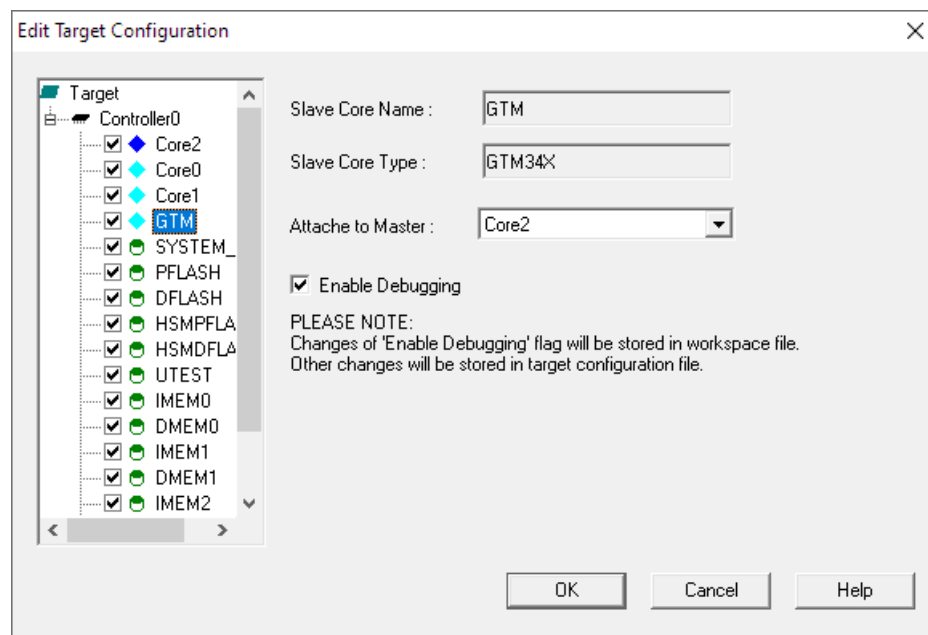 Edit Target Configuration
Target
Controller0
Core2
Core0
Core1
GTM
SYSTEM_
PFLASH
DFLASH
HSMPFLA
HSMDFLA
UTEST
IMEM0
DMEM0
IMEM1
DMEM1
IMEM2
Slave Core Name :
GTM
Slave Core Type :
GTM34X
Attache to Master :
Core2
Enable Debugging
PLEASE NOTE:
Changes of 'Enable Debugging' flag will be stored in workspace file.
Other changes will be stored in target configuration file.
OK
Cancel
Help